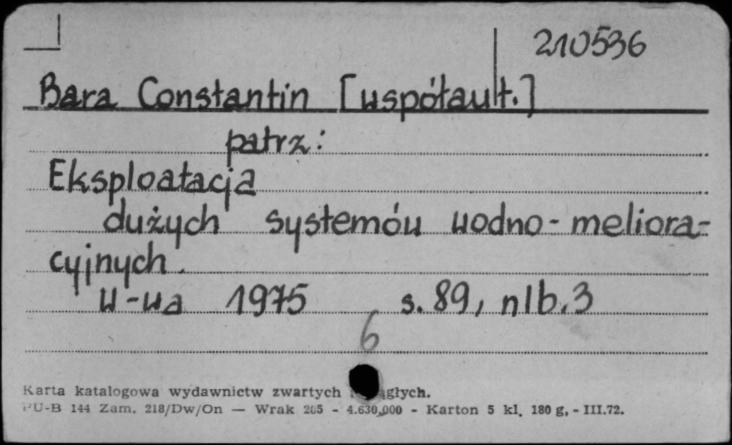 210536
Bara Constantin [współaut.]
patrz:
Eksploatacja
dużych systemów wodno-meliora-
cyjnych.
W-wa 1975 s. 89, nlb. 3
6
Karta katalogowa wydawnictw zwartych i ciągłych.
PU-B 144 Zam. 218/Dw/On — Wrak 265 - 4.630,000 - Karton 5 kl. 180 g, - III.72.